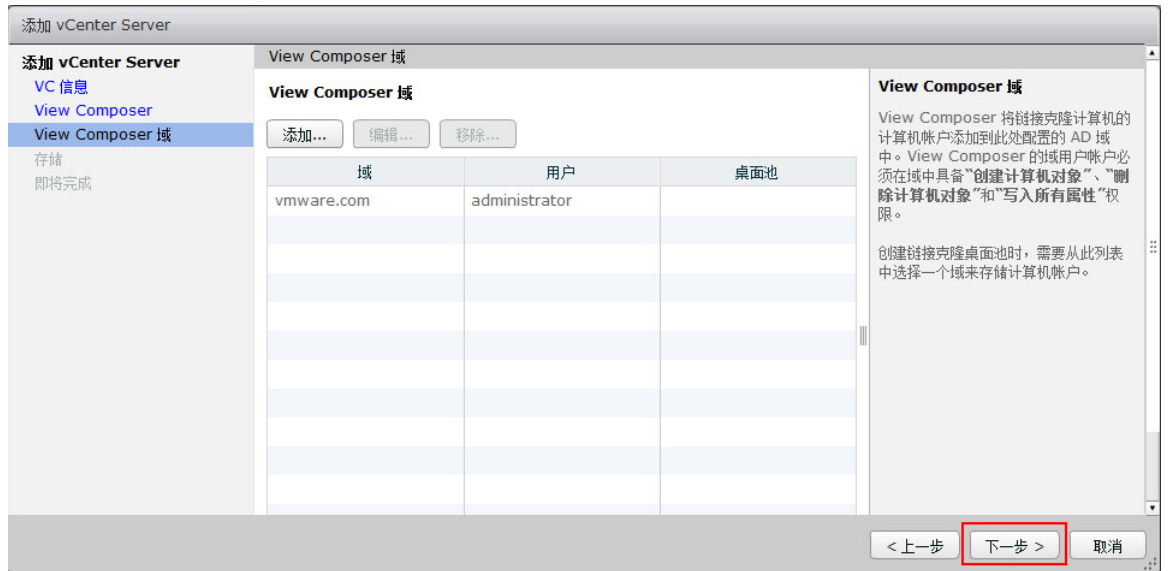 添加 vCenter Server
添加 vCenter Server
VC 信息
View Composer
View Composer 域
存储
即将完成
View Composer 域
View Composer 域
添加... 编辑... 移除...
域 用户 桌面池
vmware.com administrator
View Composer 域
View Composer 将链接克隆计算机的
计算机帐户添加到此处配置的 AD 域
中。View Composer 的域用户帐户必
须在域中具备“创建计算机对象”、“删
除计算机对象”和“写入所有属性”权
限。
创建链接克隆桌面池时，需要从此列表
中选择一个域来存储计算机帐户。
< 上一步 下一步 > 取消